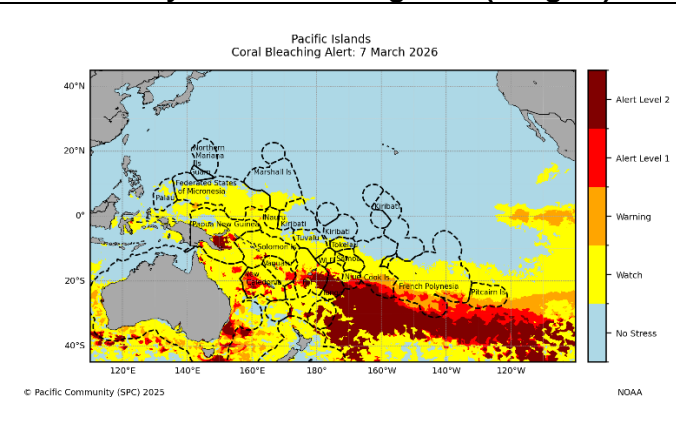 Pacific Islands
Coral Bleaching Alert: 7 March 2026
40°N
20°N
0°
20°S
40°S
120°E
140°E
160°E
180°E
160°W
140°W
120°W
Northern
Mariana
Is
Guam
Marshall Is
Federated States
of Micronesia
Palau
Kiribati
Nauru
Papua New Guinea
Kiribati
Kiribati
Tuvalu
Tokelau
Solomon Is
Samoa
Vanuatu
Niue
Cook Is
French Polynesia
Pitcairn Is
New
Caledonia
Alert Level 2
Alert Level 1
Warning
Watch
No Stress
© Pacific Community (SPC) 2025
NOAA